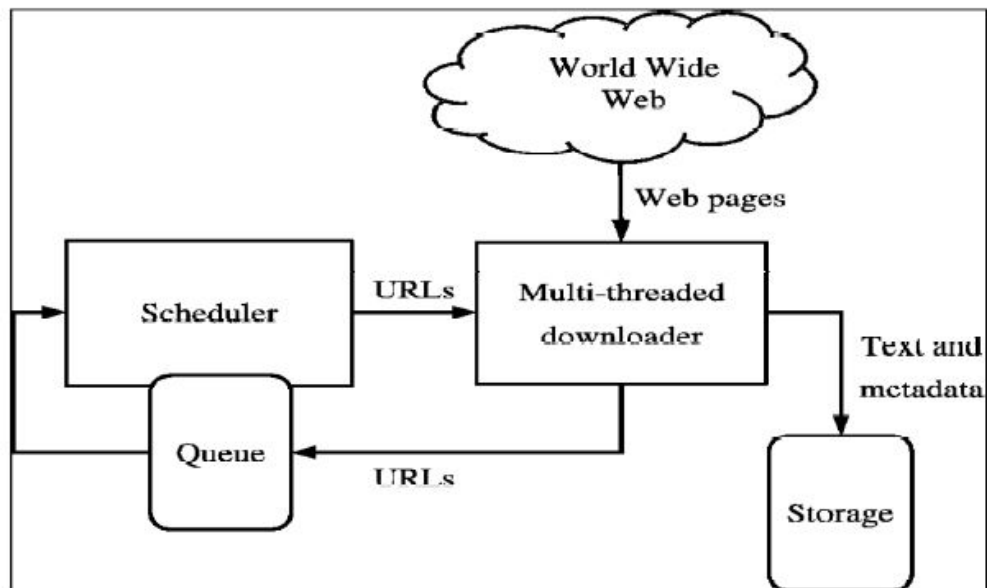 World Wide
Web
Web pages
Scheduler
URLs
Multi-threaded
downloader
Text and
metadata
Queue
URLs
Storage